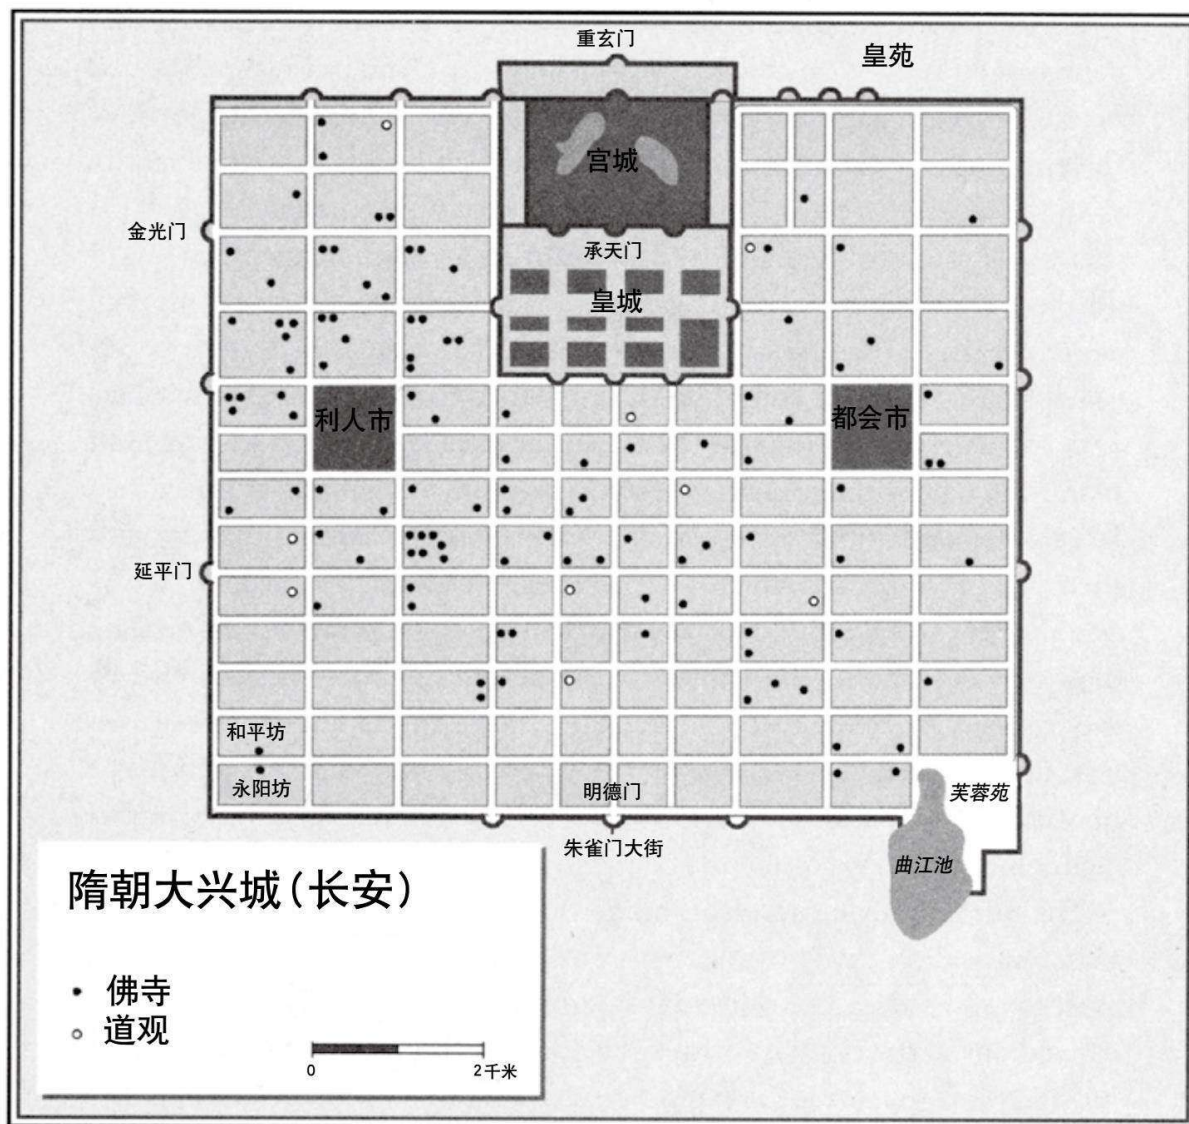 重玄门
皇苑
宫城
金光门
承天门
皇城
利人市
都会市
延平门
和平坊
永阳坊
明德门
芙蓉苑
朱雀门大街
曲江池
隋朝大兴城(长安)
佛寺
道观
0
2千米